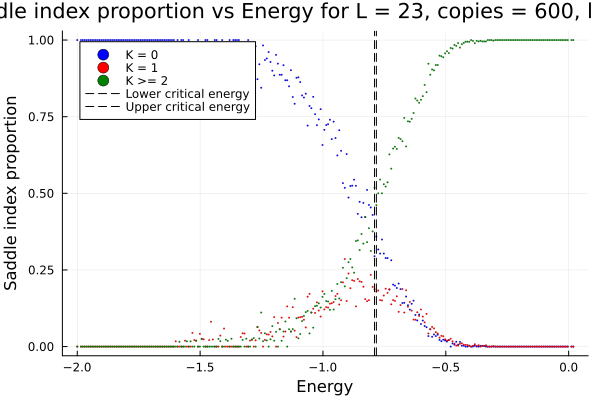 dle index proportion vs Energy for L = 23, copies = 600,
1.00
0.75
0.50
0.25
0.00
Saddle index proportion
K = 0
K = 1
K >= 2
Lower critical energy
Upper critical energy
−2.0 −1.5 −1.0 −0.5 0.0
Energy